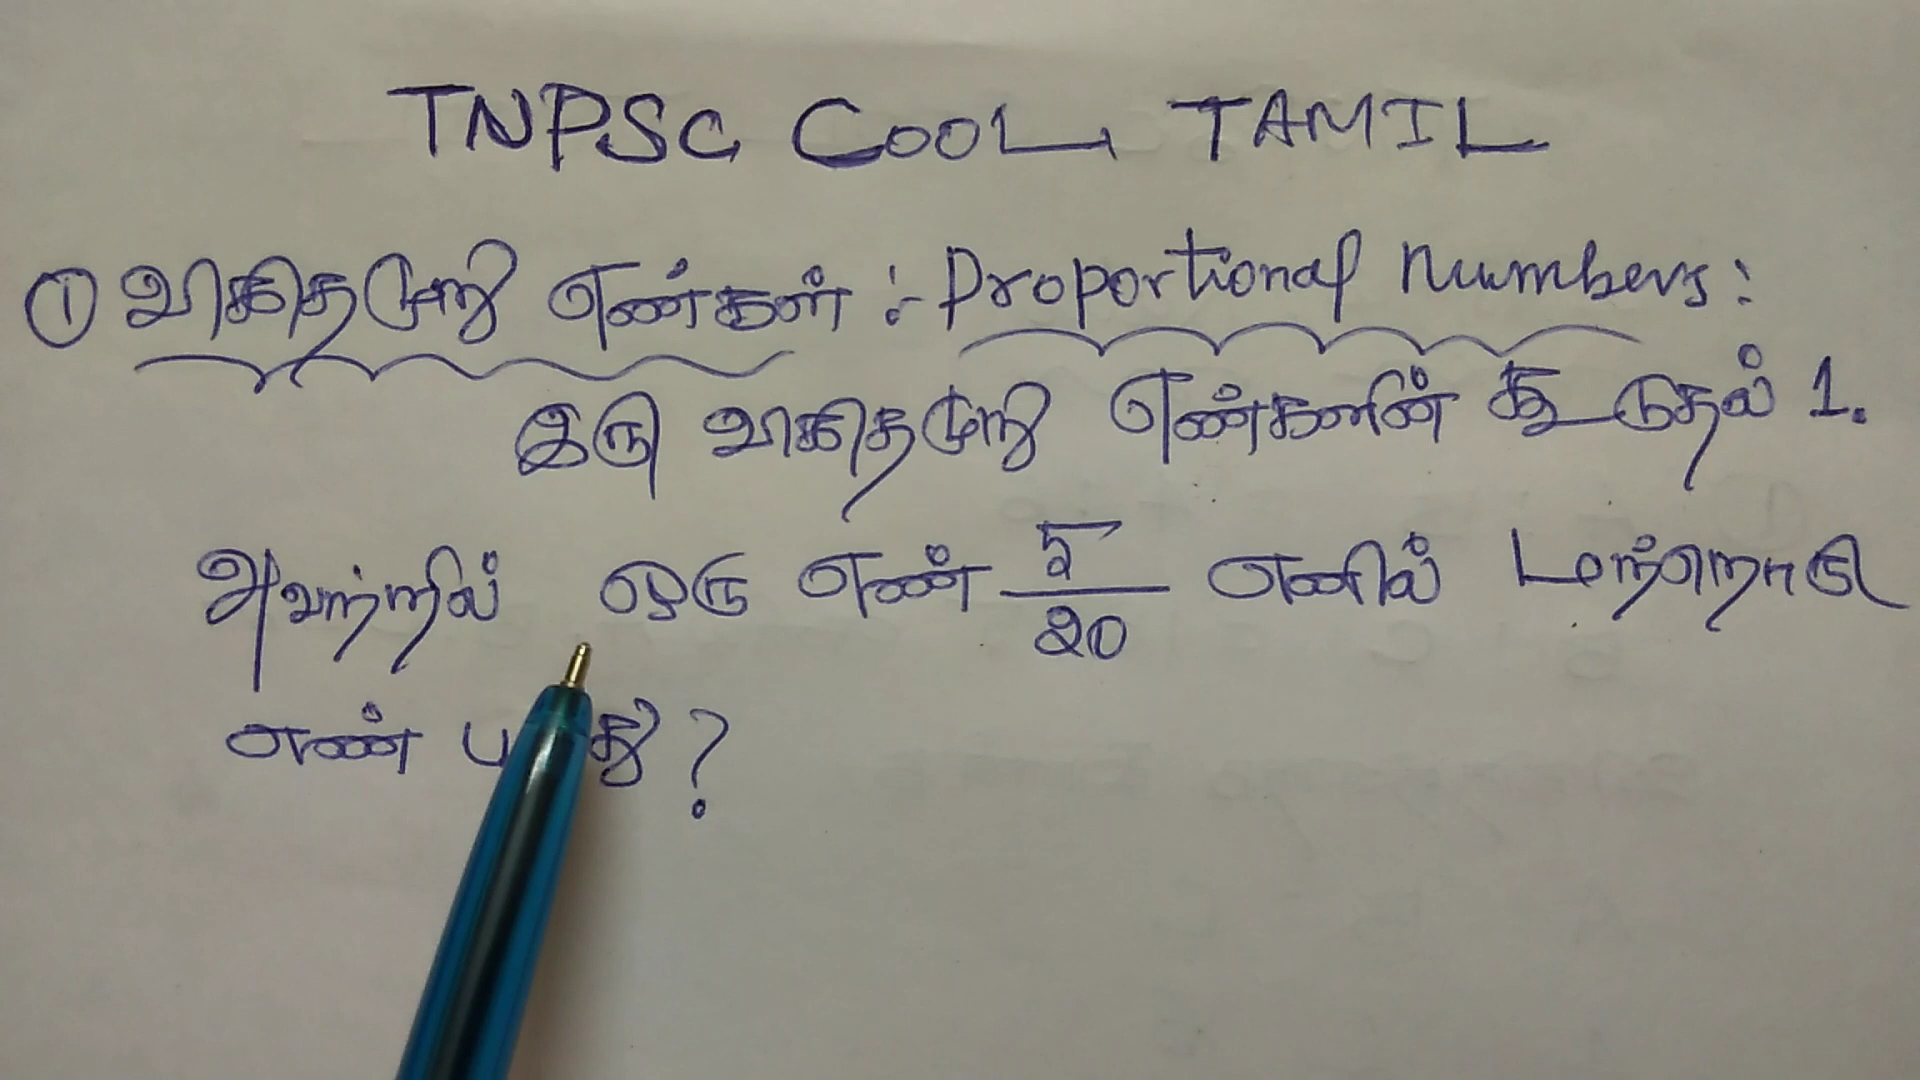 TNPSC COOL TAMIL
① விகிதமுறு எண்கள் :- Proportional Numbers:
இரு விகிதமுறு எண்களின் கூடுதல் 1.
அவற்றில் ஒரு எண் 5/20 எனில் மற்றொரு
எண் ?